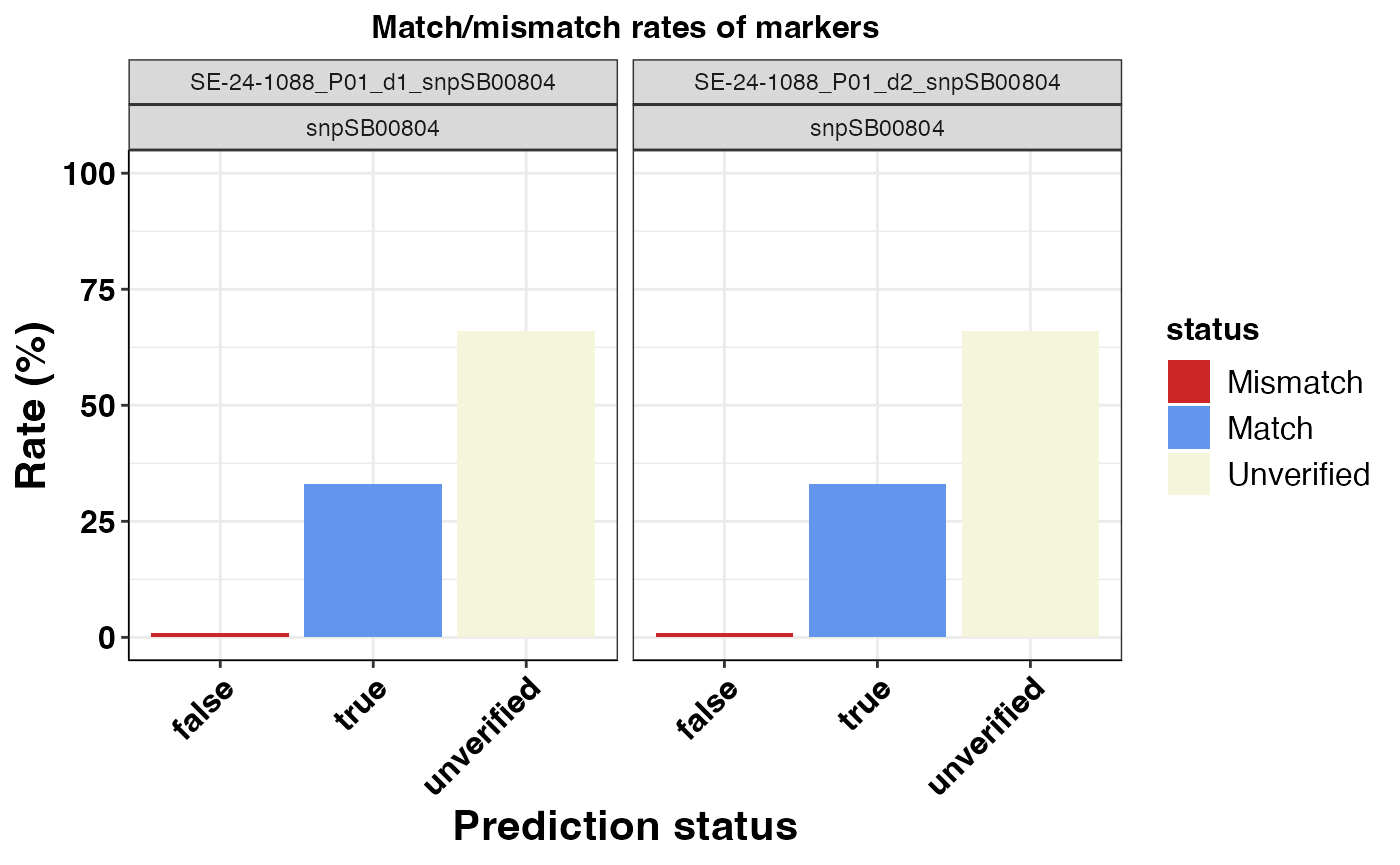 Match/mismatch rates of markers
SE-24-1088_P01_d1_snpSB00804
SE-24-1088_P01_d2_snpSB00804
snpSB00804
snpSB00804
100
75
50
25
0
Rate (%)
false
true
unverified
false
true
unverified
Prediction status
status
Mismatch
Match
Unverified